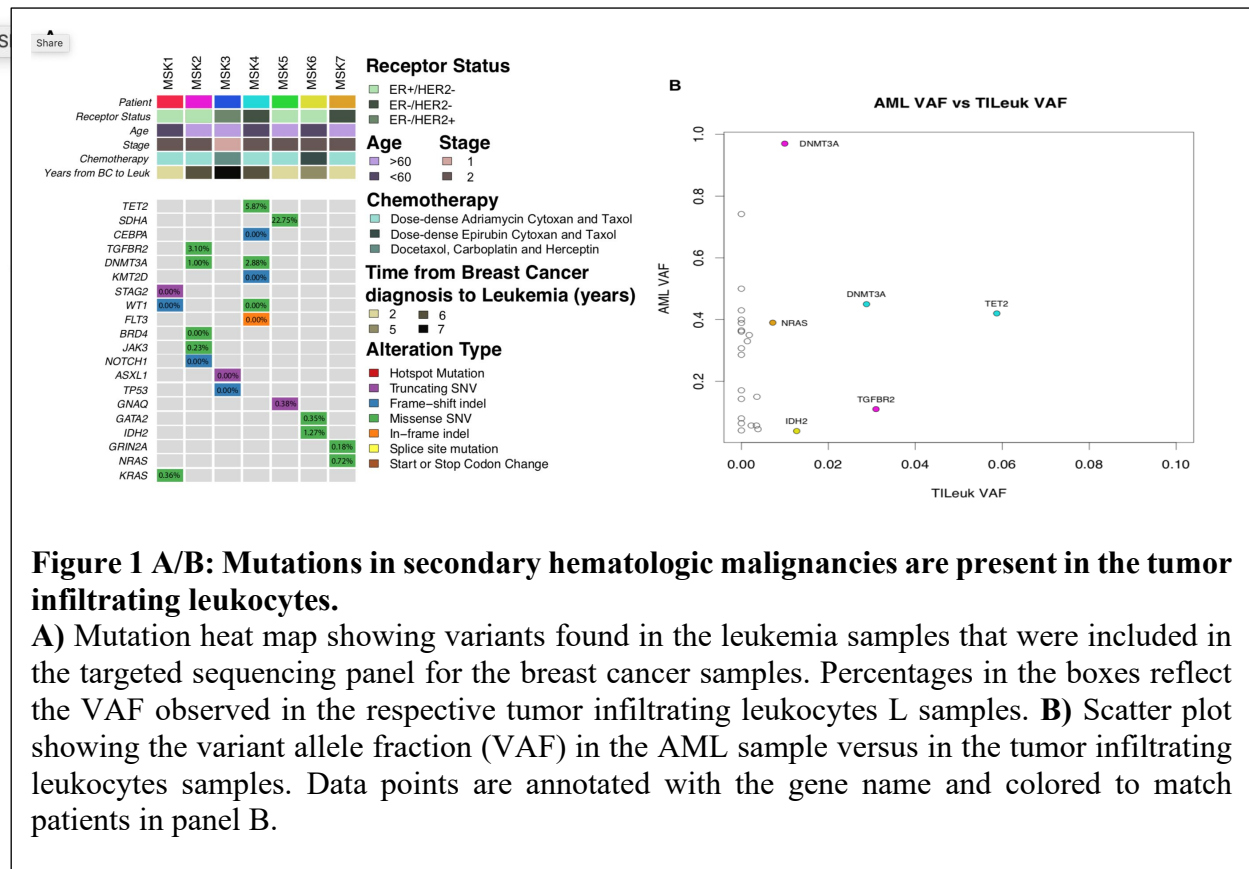 Share
MSK1 MSK2 MSK3 MSK4 MSK5 MSK6 MSK7
Patient
Receptor Status
Age
Stage
Chemotherapy
Years from BC to Leuk
TET2 5.87%
SDHA 22.75%
CEBPA 0.00%
TGFBR2 3.10%
DNMT3A 1.00% 2.88%
KMT2D 0.00%
STAG2 0.00%
WT1 0.00% 0.00%
FLT3 0.00%
BRD4 0.00%
JAK3 0.23%
NOTCH1 0.00%
ASXL1 0.00%
TP53 0.00%
GNAQ 0.38%
GATA2 0.35%
IDH2 1.27%
GRIN2A 0.18%
NRAS 0.72%
KRAS 0.36%
Receptor Status
ER+/HER2-
ER-/HER2-
ER-/HER2+
Age Stage
>60 1
<60 2
Chemotherapy
Dose-dense Adriamycin Cytoxan and Taxol
Dose-dense Epirubin Cytoxan and Taxol
Docetaxol, Carboplatin and Herceptin
Time from Breast Cancer
diagnosis to Leukemia (years)
2 6
5 7
Alteration Type
Hotspot Mutation
Truncating SNV
Frame-shift indel
Missense SNV
In-frame indel
Splice site mutation
Start or Stop Codon Change
B
AML VAF vs TILeuk VAF
AML VAF
1.0
0.8
0.6
0.4
0.2
DNMT3A
DNMT3A
TET2
NRAS
TGFBR2
IDH2
0.00 0.02 0.04 0.06 0.08 0.10
TILeuk VAF
Figure 1 A/B: Mutations in secondary hematologic malignancies are present in the tumor
infiltrating leukocytes.
A) Mutation heat map showing variants found in the leukemia samples that were included in
the targeted sequencing panel for the breast cancer samples. Percentages in the boxes reflect
the VAF observed in the respective tumor infiltrating leukocytes L samples. B) Scatter plot
showing the variant allele fraction (VAF) in the AML sample versus in the tumor infiltrating
leukocytes samples. Data points are annotated with the gene name and colored to match
patients in panel B.